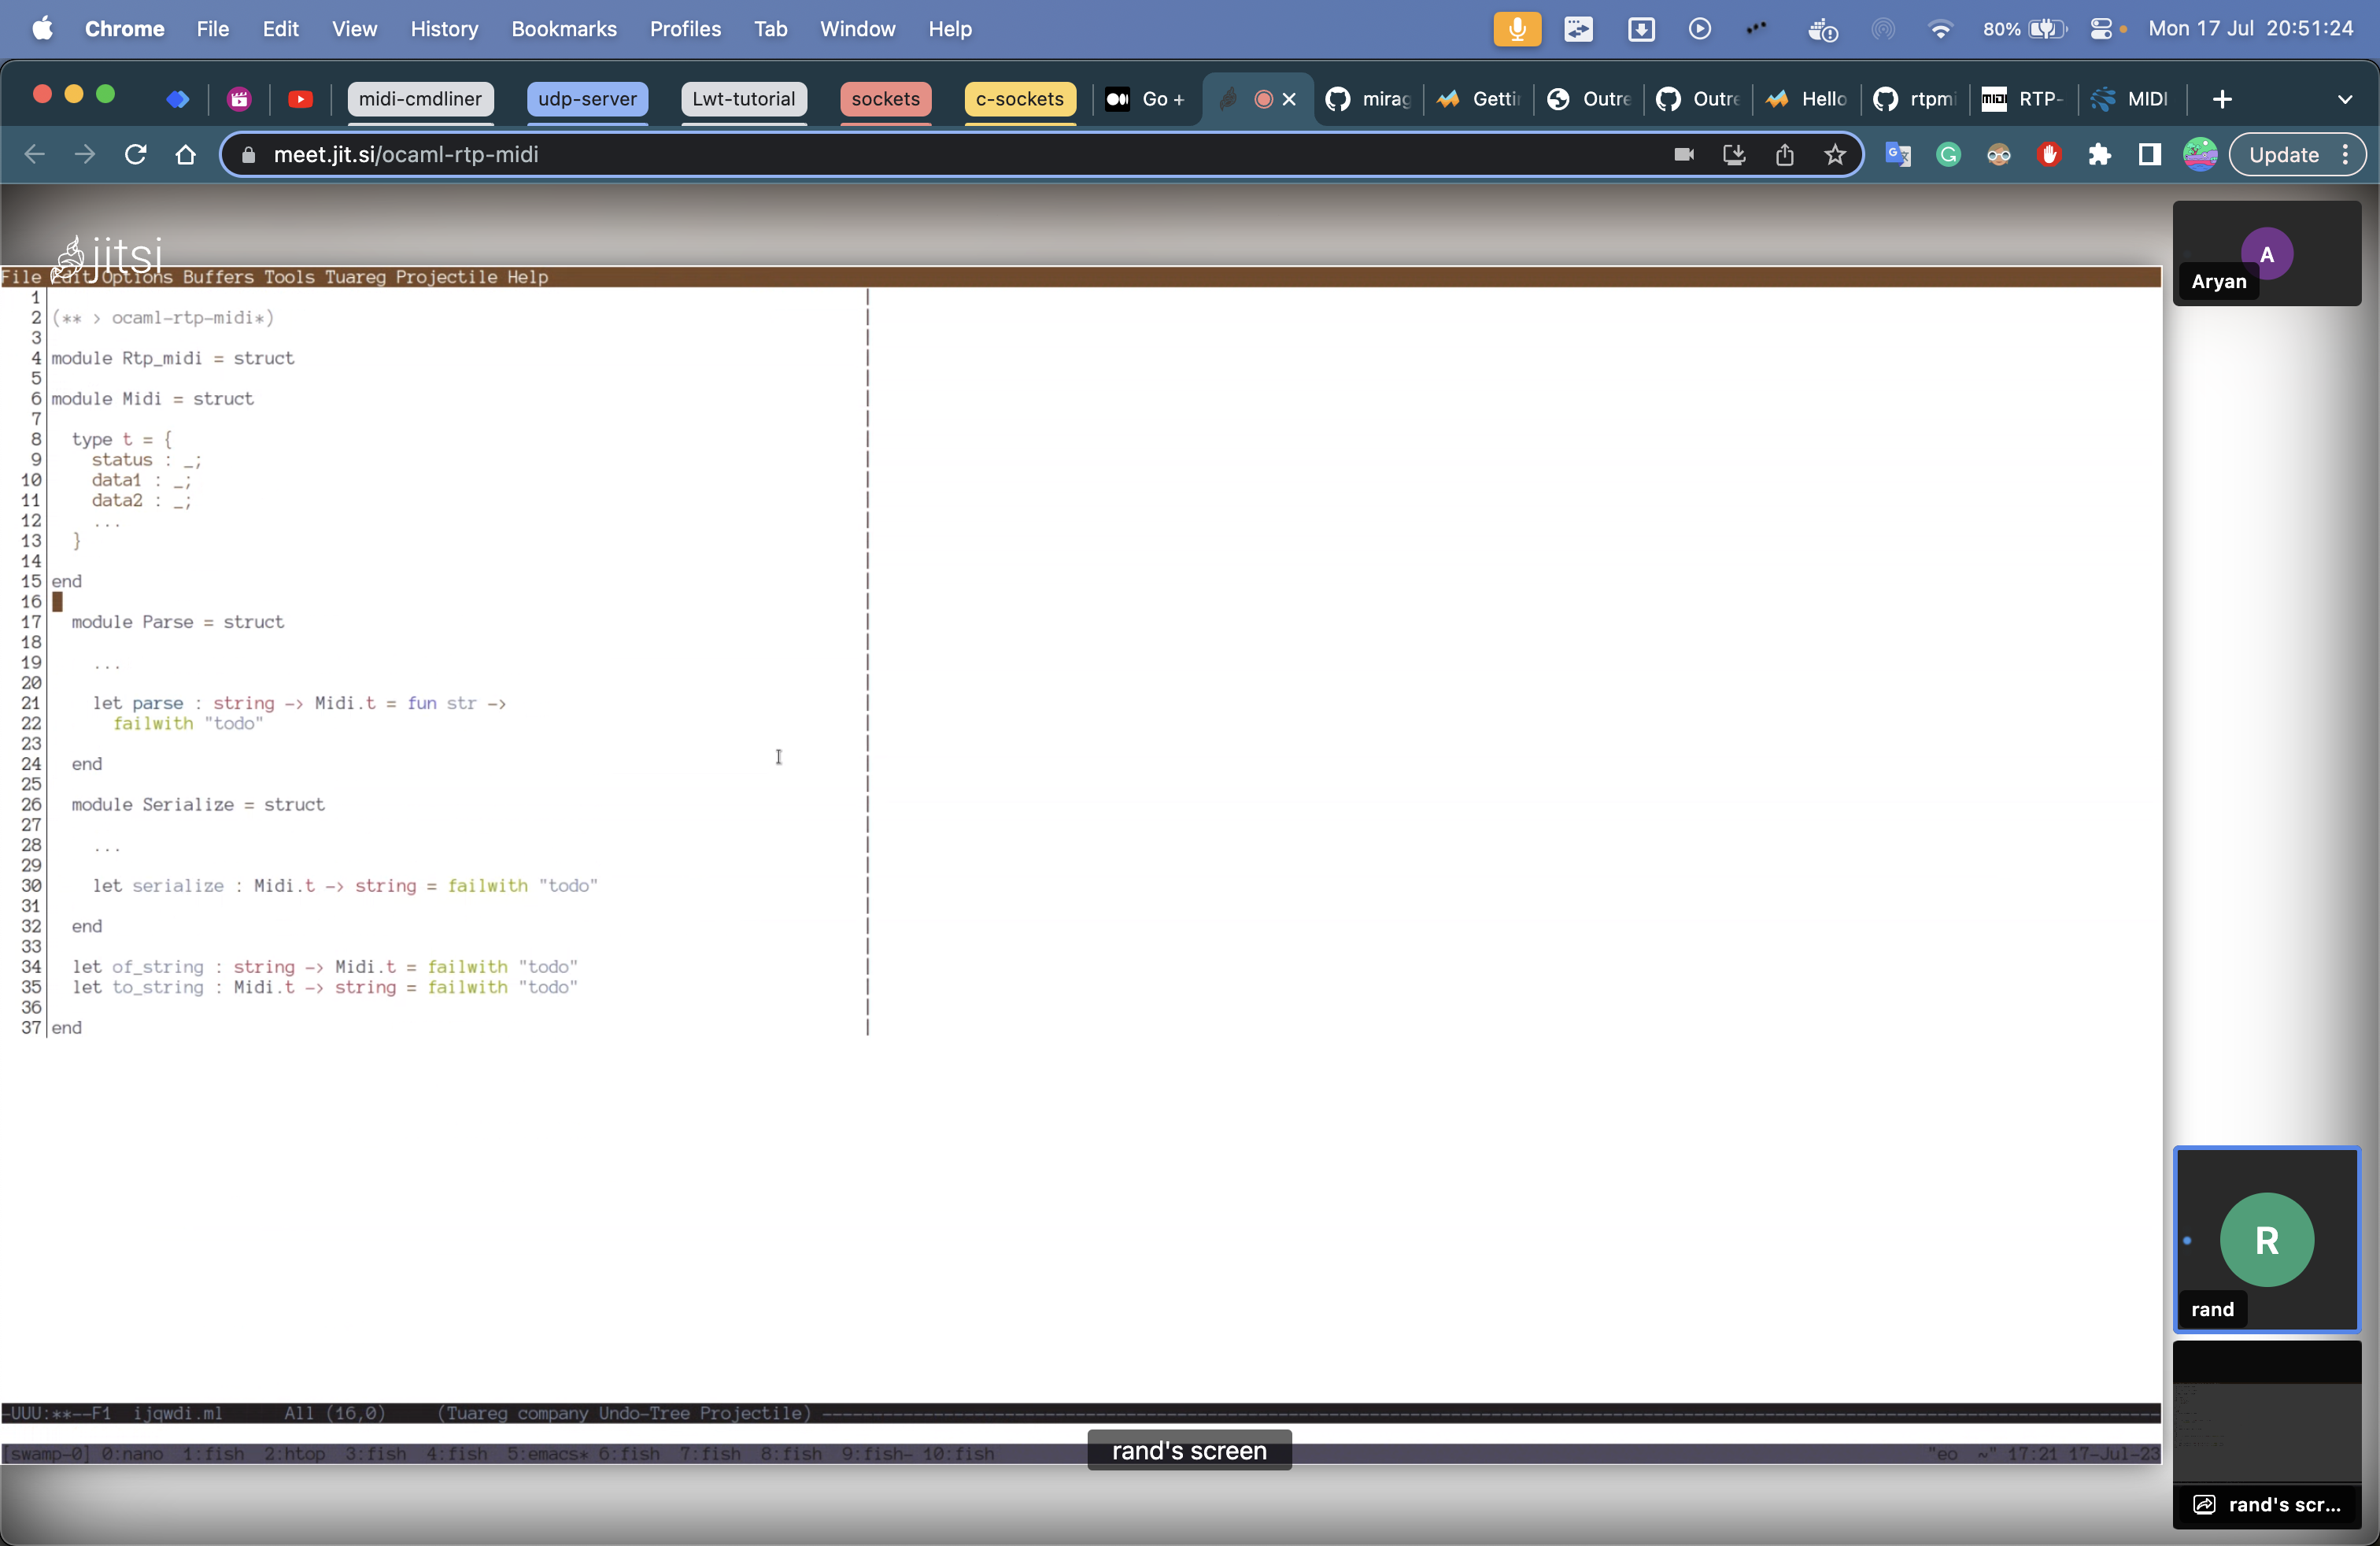 Chrome File Edit View History Bookmarks Profiles Tab Window Help 80% Mon 17 Jul 20:51:24
midi-cmdliner udp-server Lwt-tutorial sockets c-sockets Go + mirag Getti Outre Outre Hello rtpmi MIDI RTP- MIDI
meet.jit.si/ocaml-rtp-midi Update
jitsi
A
Aryan
File Edit Options Buffers Tools Tuareg Projectile Help
1
2 (** > ocaml-rtp-midi*)
3
4 module Rtp_midi = struct
5
6 module Midi = struct
7
8 type t = {
9 status : _;
10 data1 : _;
11 data2 : _;
12 ...
13 }
14
15 end
16
17 module Parse = struct
18
19 ...
20
21 let parse : string -> Midi.t = fun str ->
22 failwith "todo"
23
24 end
25
26 module Serialize = struct
27
28 ...
29
30 let serialize : Midi.t -> string = failwith "todo"
31
32 end
33
34 let of_string : string -> Midi.t = failwith "todo"
35 let to_string : Midi.t -> string = failwith "todo"
36
37 end
R
rand
-UUU:**--F1 ijqwdi.ml All (16,0) (Tuareg company Undo-Tree Projectile)
[swamp-0] 0:nano 1:fish 2:htop 3:fish 4:fish 5:emacs* 6:fish 7:fish 8:fish 9:fish- 10:fish "eo ~" 17:21 17-Jul-23
rand's screen
rand's scr...